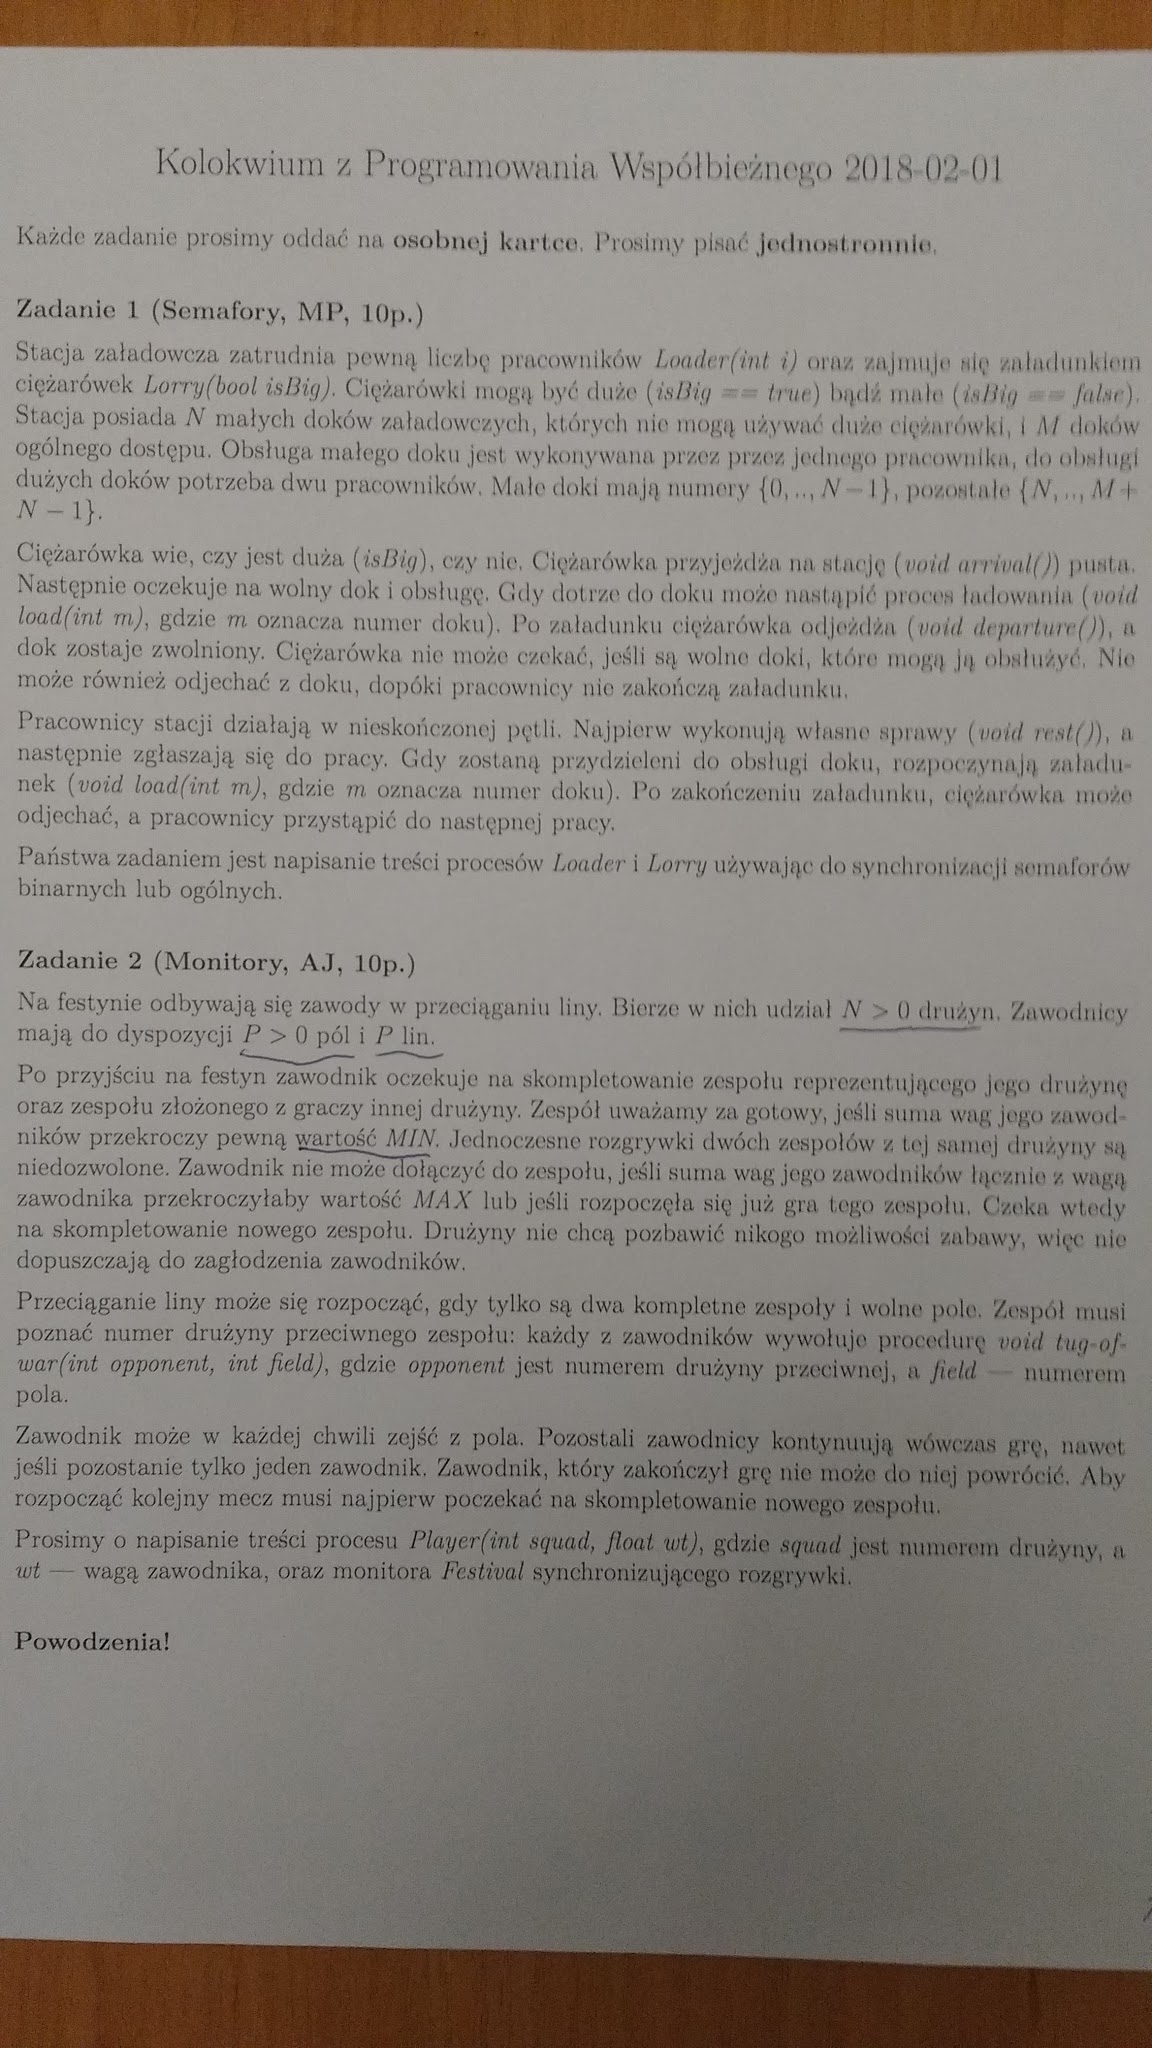 Kolokwium z Programowania Współbieżnego 2018-02-01
Każde zadanie prosimy oddać na osobnej kartce. Prosimy pisać jednostronnie.
Zadanie 1 (Semafory, MP, 10p.)
Stacja załadowcza zatrudnia pewną liczbę pracowników Loader(int i) oraz zajmuje się załadunkiem
ciężarówek Lorry(bool isBig). Ciężarówki mogą być duże (isBig == true) bądź małe (isBig == false).
Stacja posiada N małych doków załadowczych, których nie mogą używać duże ciężarówki, i M doków
ogólnego dostępu. Obsługa małego doku jest wykonywana przez przez jednego pracownika, do obsługi
dużych doków potrzeba dwu pracowników. Małe doki mają numery {0, .., N − 1}, pozostałe {N, .., M +
N − 1}.
Ciężarówka wie, czy jest duża (isBig), czy nie. Ciężarówka przyjeżdża na stację (void arrival()) pusta.
Następnie oczekuje na wolny dok i obsługę. Gdy dotrze do doku może nastąpić proces ładowania (void
load(int m), gdzie m oznacza numer doku). Po załadunku ciężarówka odjeżdża (void departure()), a
dok zostaje zwolniony. Ciężarówka nie może czekać, jeśli są wolne doki, które mogą ją obsłużyć. Nie
może również odjechać z doku, dopóki pracownicy nie zakończą załadunku.
Pracownicy stacji działają w nieskończonej pętli. Najpierw wykonują własne sprawy (void rest()), a
następnie zgłaszają się do pracy. Gdy zostaną przydzieleni do obsługi doku, rozpoczynają załadu-
nek (void load(int m), gdzie m oznacza numer doku). Po zakończeniu załadunku, ciężarówka może
odjechać, a pracownicy przystąpić do następnej pracy.
Państwa zadaniem jest napisanie treści procesów Loader i Lorry używając do synchronizacji semaforów
binarnych lub ogólnych.
Zadanie 2 (Monitory, AJ, 10p.)
Na festynie odbywają się zawody w przeciąganiu liny. Bierze w nich udział N > 0 drużyn. Zawodnicy
mają do dyspozycji P > 0 pól i P lin.
Po przyjściu na festyn zawodnik oczekuje na skompletowanie zespołu reprezentującego jego drużynę
oraz zespołu złożonego z graczy innej drużyny. Zespół uważamy za gotowy, jeśli suma wag jego zawod-
ników przekroczy pewną wartość MIN. Jednoczesne rozgrywki dwóch zespołów z tej samej drużyny są
niedozwolone. Zawodnik nie może dołączyć do zespołu, jeśli suma wag jego zawodników łącznie z wagą
zawodnika przekroczyłaby wartość MAX lub jeśli rozpoczęła się już gra tego zespołu. Czeka wtedy
na skompletowanie nowego zespołu. Drużyny nie chcą pozbawić nikogo możliwości zabawy, więc nie
dopuszczają do zagłodzenia zawodników.
Przeciąganie liny może się rozpocząć, gdy tylko są dwa kompletne zespoły i wolne pole. Zespół musi
poznać numer drużyny przeciwnego zespołu: każdy z zawodników wywołuje procedurę void tug-of-
war(int opponent, int field), gdzie opponent jest numerem drużyny przeciwnej, a field — numerem
pola.
Zawodnik może w każdej chwili zejść z pola. Pozostali zawodnicy kontynuują wówczas grę, nawet
jeśli pozostanie tylko jeden zawodnik. Zawodnik, który zakończył grę nie może do niej powrócić. Aby
rozpocząć kolejny mecz musi najpierw poczekać na skompletowanie nowego zespołu.
Prosimy o napisanie treści procesu Player(int squad, float wt), gdzie squad jest numerem drużyny, a
wt — wagą zawodnika, oraz monitora Festival synchronizującego rozgrywki.
Powodzenia!